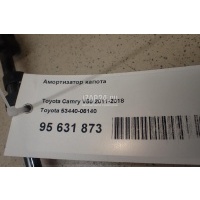 Амортизатор капота
Toyota Camry V50 2011-2018
Toyota 53440-06140
95 631 873